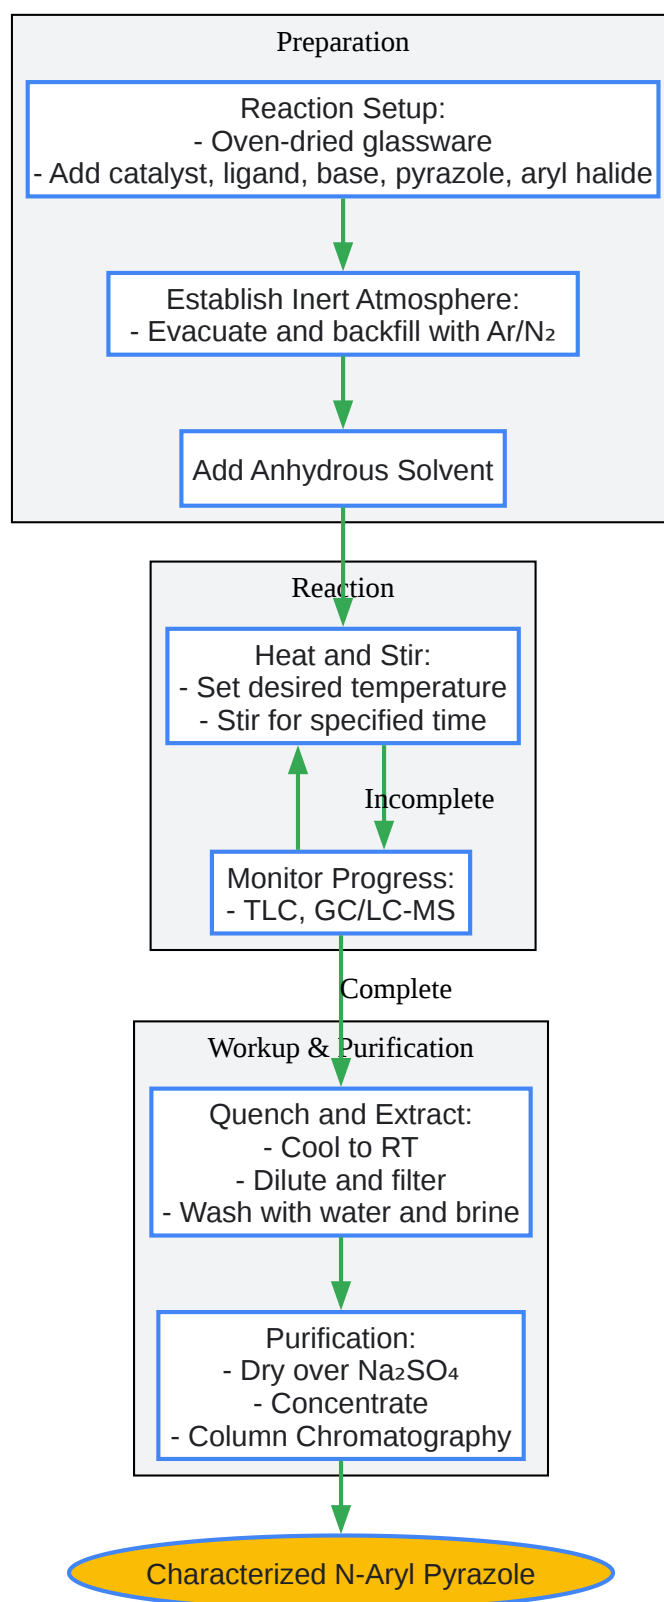 Preparation
Reaction Setup:
- Oven-dried glassware
- Add catalyst, ligand, base, pyrazole, aryl halide
Establish Inert Atmosphere:
- Evacuate and backfill with Ar/N₂
Add Anhydrous Solvent
Reaction
Heat and Stir:
- Set desired temperature
- Stir for specified time
Incomplete
Monitor Progress:
- TLC, GC/LC-MS
Complete
Workup & Purification
Quench and Extract:
- Cool to RT
- Dilute and filter
- Wash with water and brine
Purification:
- Dry over Na₂SO₄
- Concentrate
- Column Chromatography
Characterized N-Aryl Pyrazole